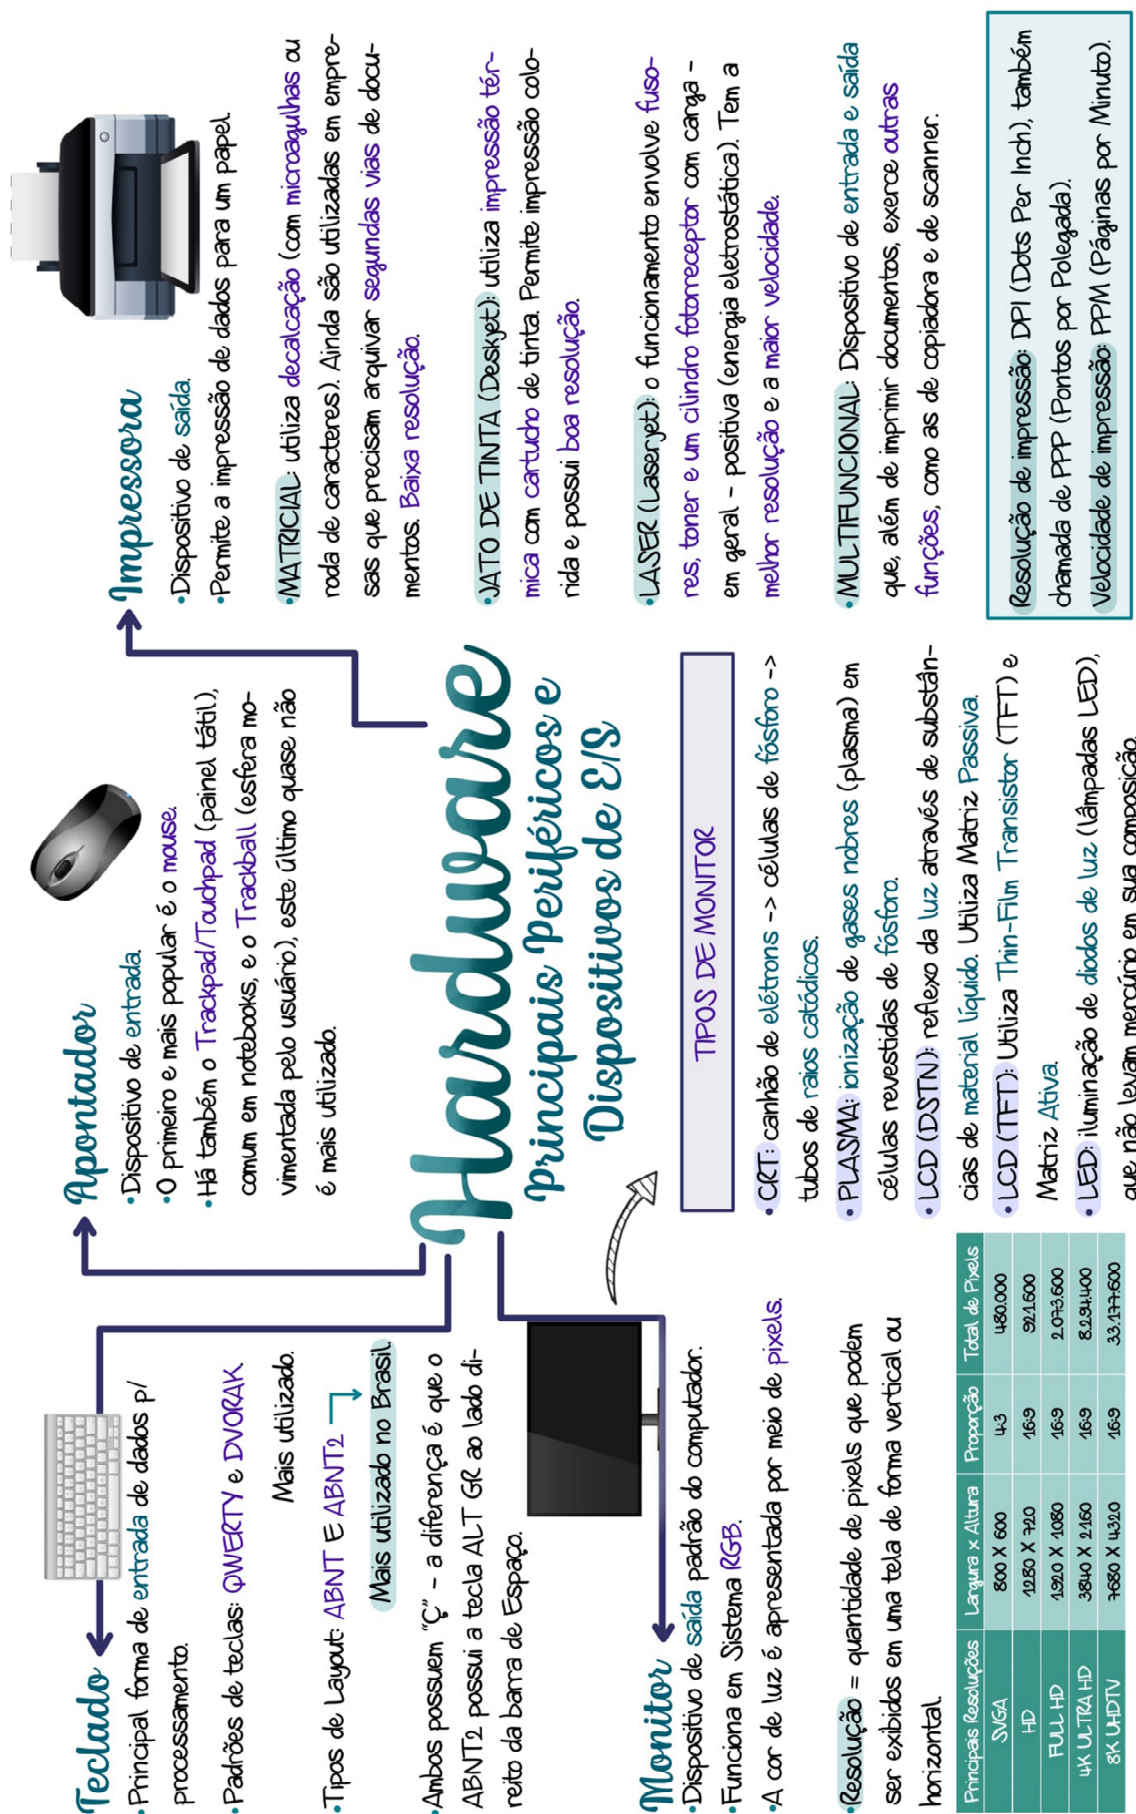 Hardware
Principais Periféricos e
Dispositivos de E/S
Teclado
• Principal forma de entrada de dados p/
processamento.
• Padrões de teclas: QWERTY e DVORAK
Mais utilizado.
• Tipos de Layout: ABNT E ABNT2
Mais utilizado no Brasil
• Ambos possuem "Ç" - a diferença é que o
ABNT2 possui a tecla ALT GR ao lado di-
reito da barra de Espaço.
Apontador
• Dispositivo de entrada.
• O primeiro e mais popular é o mouse.
• Há também o Trackpad/Touchpad (painel tátil),
comum em notebooks, e o Trackball (esfera mo-
vimentada pelo usuário), este último quase não
é mais utilizado.
Impressora
• Dispositivo de saída.
• Permite a impressão de dados para um papel
• MATRICIAL: utiliza decalcação (com microagulhas ou
roda de caracteres). Ainda são utilizadas em empre-
sas que precisam arquivar segundas vias de docu-
mentos. Baixa resolução.
• JATO DE TINTA (Deskjet): utiliza impressão tér-
mica com cartucho de tinta. Permite impressão colo-
rida e possui boa resolução.
• LASER (Laserjet): o funcionamento envolve fuso-
res, toner e um cilindro fotorreceptor com carga -
em geral - positiva (energia eletrostática). Tem a
melhor resolução e a maior velocidade.
• MULTIFUNCIONAL: Dispositivo de entrada e saída
que, além de imprimir documentos, exerce outras
funções, como as de copiadora e de scanner.
Resolução de impressão: DPI (Dots Per Inch), também
chamada de PPP (Pontos por Polegada).
Velocidade de impressão: PPM (Páginas por Minuto).
Monitor
• Dispositivo de saída padrão do computador.
• Funciona em Sistema RGB.
• A cor de luz é apresentada por meio de pixels.
• Resolução = quantidade de pixels que podem
ser exibidos em uma tela de forma vertical ou
horizontal
Principais Resoluções Largura x Altura Proporção Total de Pixels
SVGA 800 X 600 4:3 480.000
HD 1280 X 720 16:9 921.600
FULL HD 1.920 X 1080 16:9 2.073.600
4K ULTRA HD 3840 X 2.160 16:9 8.294.400
8K UHDTV 7680 X 4320 16:9 33.177.600
TIPOS DE MONITOR
• CRT: canhão de elétrons -> células de fósforo ->
tubos de raios catódicos.
• PLASMA: ionização de gases nobres (plasma) em
células revestidas de fósforo.
• LCD (DSTN): reflexo da luz através de substân-
cias de material líquido. Utiliza Matriz Passiva.
• LCD (TFT): Utiliza Thin-Film Transistor (TFT) e
Matriz Ativa.
• LED: iluminação de diodos de luz (lâmpadas LED),
que não levam mercúrio em sua composição.